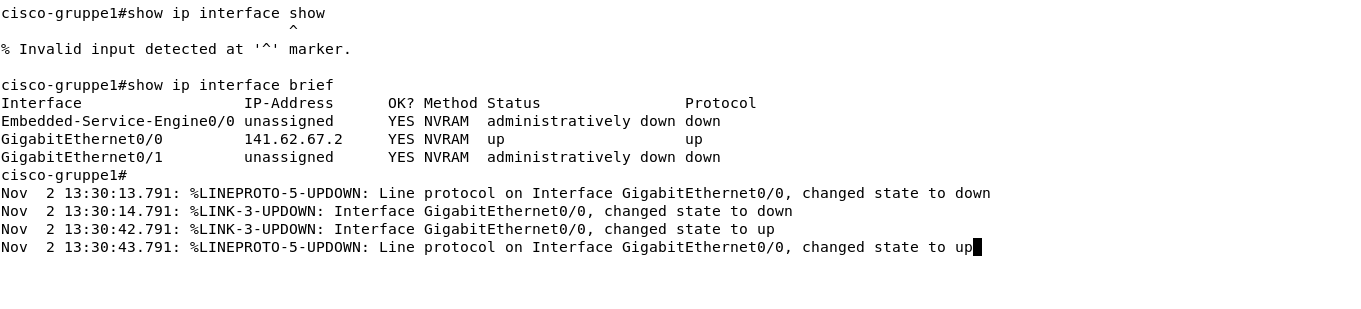 cisco-gruppe1#show ip interface show
^
% Invalid input detected at '^' marker.
cisco-gruppe1#show ip interface brief
Interface                  IP-Address      OK? Method Status                Protocol
Embedded-Service-Engine0/0 unassigned      YES NVRAM  administratively down down
GigabitEthernet0/0         141.62.67.2     YES NVRAM  up                    up
GigabitEthernet0/1         unassigned      YES NVRAM  administratively down down
cisco-gruppe1#
Nov  2 13:30:13.791: %LINEPROTO-5-UPDOWN: Line protocol on Interface GigabitEthernet0/0, changed state to down
Nov  2 13:30:14.791: %LINK-3-UPDOWN: Interface GigabitEthernet0/0, changed state to down
Nov  2 13:30:42.791: %LINK-3-UPDOWN: Interface GigabitEthernet0/0, changed state to up
Nov  2 13:30:43.791: %LINEPROTO-5-UPDOWN: Line protocol on Interface GigabitEthernet0/0, changed state to up